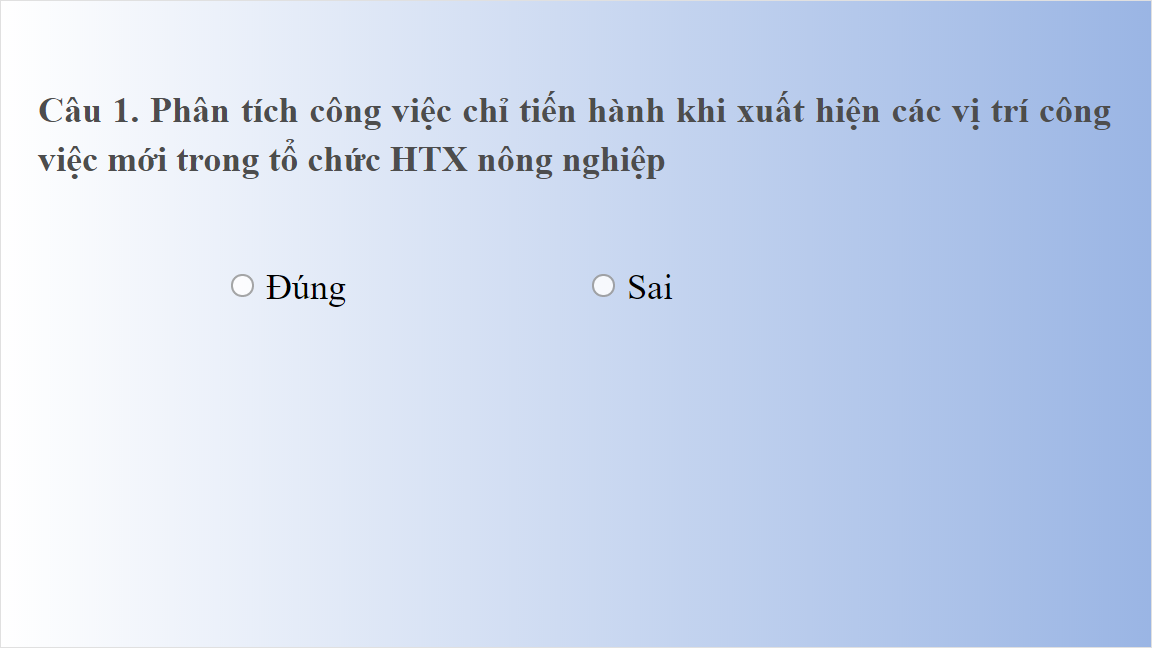 Câu 1. Phân tích công việc chỉ tiến hành khi xuất hiện các vị trí công
việc mới trong tổ chức HTX nông nghiệp
Đúng Sai